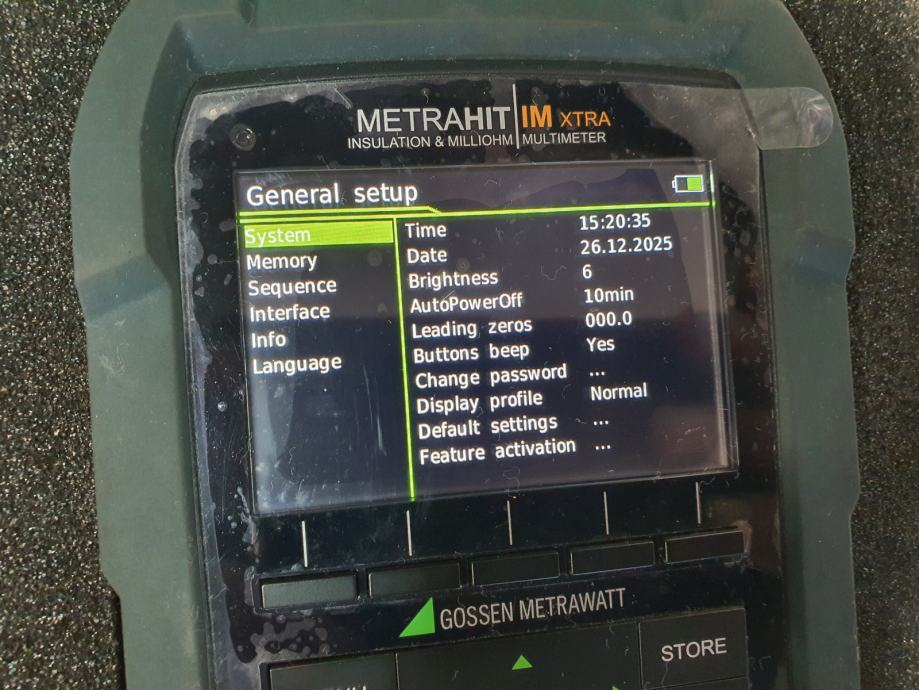 METRAHIT IM XTRA
INSULATION & MILLIOHM MULTIMETER
General setup
System
Memory
Sequence
Interface
Info
Language
Time 15:20:35
Date 26.12.2025
Brightness 6
AutoPowerOff 10min
Leading zeros 000.0
Buttons beep Yes
Change password ...
Display profile Normal
Default settings ...
Feature activation ...
GOSSEN METRAWATT
STORE